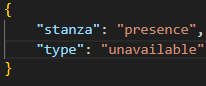 {
"stanza": "presence",
"type": "unavailable"
}